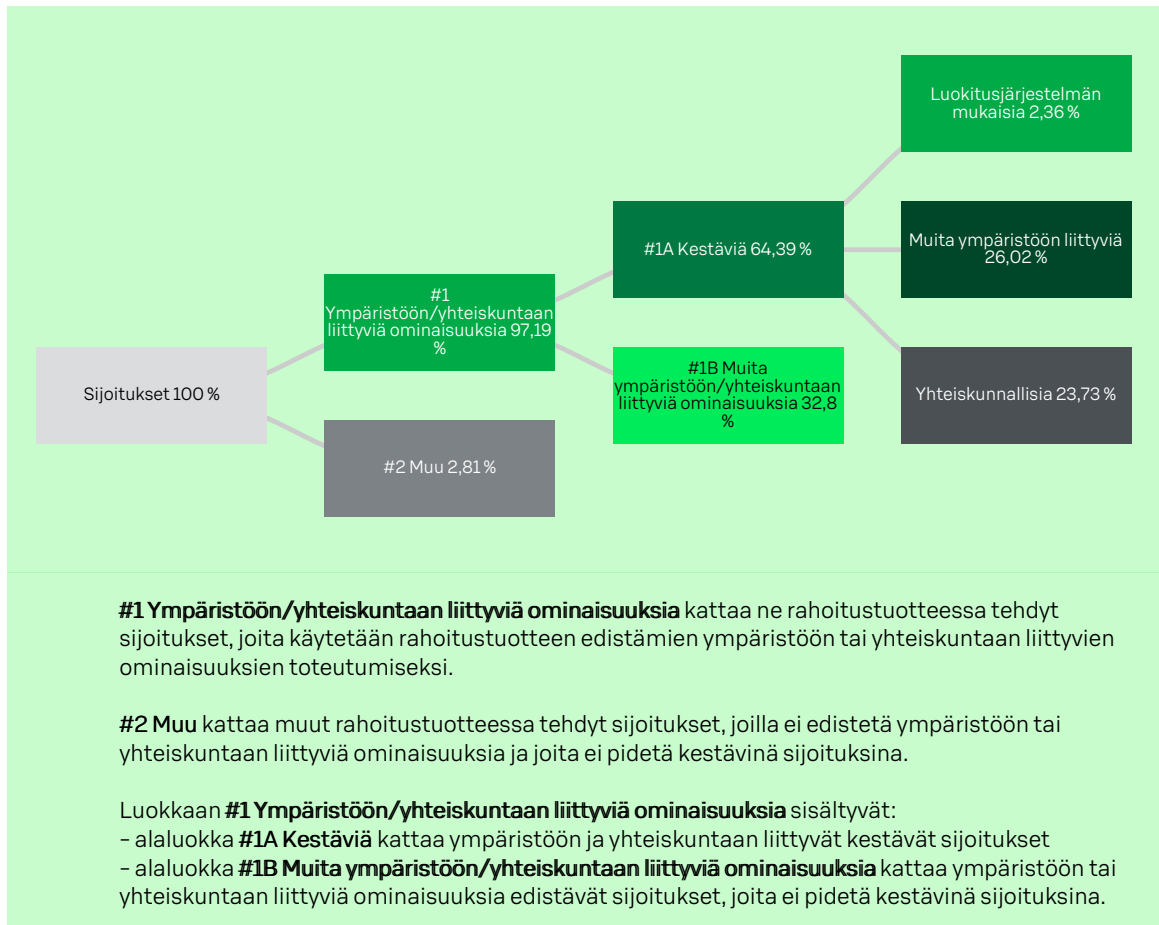 Luokitusjärjestelmän
mukaisia 2,36 %
#1A Kestäviä 64,39 %
Muita ympäristöön liittyviä
26,02 %
#1
Ympäristöön/yhteiskuntaan
liittyviä ominaisuuksia 97,19
%
Sijoitukset 100 %
#1B Muita
ympäristöön/yhteiskuntaan
liittyviä ominaisuuksia 32,8
%
Yhteiskunnallisia 23,73 %
#2 Muu 2,81 %
#1 Ympäristöön/yhteiskuntaan liittyviä ominaisuuksia kattaa ne rahoitustuotteessa tehdyt
sijoitukset, joita käytetään rahoitustuotteen edistämien ympäristöön tai yhteiskuntaan liittyvien
ominaisuuksien toteutumiseksi.
#2 Muu kattaa muut rahoitustuotteessa tehdyt sijoitukset, joilla ei edistetä ympäristöön tai
yhteiskuntaan liittyviä ominaisuuksia ja joita ei pidetä kestävinä sijoituksina.
Luokkaan #1 Ympäristöön/yhteiskuntaan liittyviä ominaisuuksia sisältyvät:
- alaluokka #1A Kestäviä kattaa ympäristöön ja yhteiskuntaan liittyvät kestävät sijoitukset
- alaluokka #1B Muita ympäristöön/yhteiskuntaan liittyviä ominaisuuksia kattaa ympäristöön tai
yhteiskuntaan liittyviä ominaisuuksia edistävät sijoitukset, joita ei pidetä kestävinä sijoituksina.